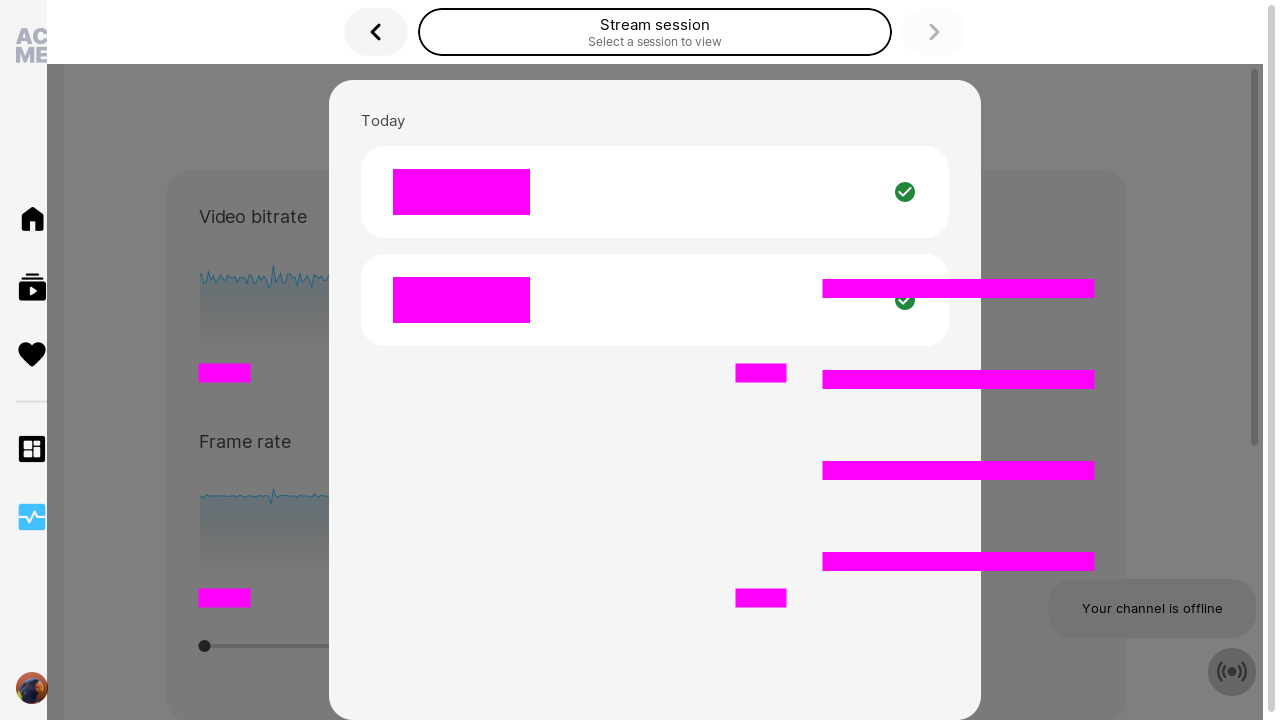 AC
ME
Stream session
Select a session to view
Today
Video bitrate
Frame rate
Your channel is offline